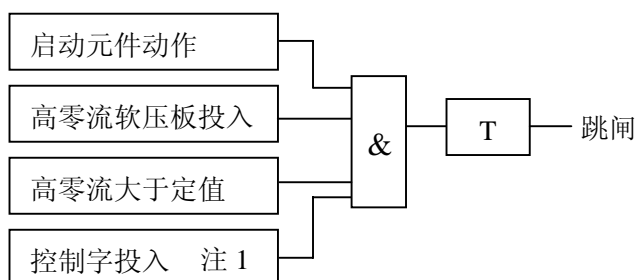 启动元件动作
高零流软压板投入
高零流大于定值
控制字投入 注 1
&
T
跳闸